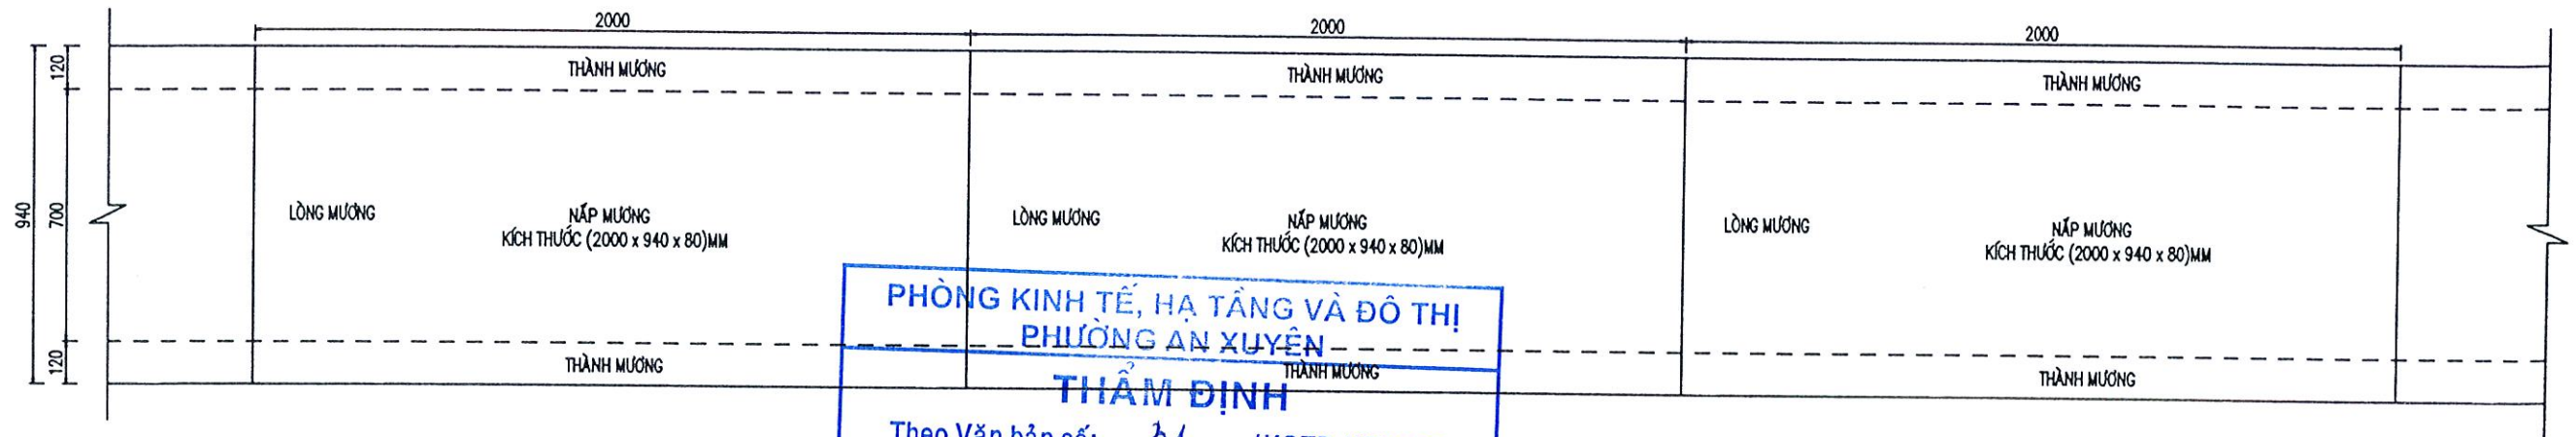 2000
2000
2000
120
THÀNH MƯƠNG
THÀNH MƯƠNG
THÀNH MƯƠNG
940
700
LÒNG MƯƠNG
NẮP MƯƠNG
KÍCH THƯỚC (2000 x 940 x 80)MM
LÒNG MƯƠNG
NẮP MƯƠNG
KÍCH THƯỚC (2000 x 940 x 80)MM
LÒNG MƯƠNG
NẮP MƯƠNG
KÍCH THƯỚC (2000 x 940 x 80)MM
PHÒNG KINH TẾ, HẠ TẦNG VÀ ĐÔ THỊ
PHƯỜNG AN XUYÊN
120
THÀNH MƯƠNG
THÀNH MƯƠNG
THÀNH MƯƠNG
THẨM ĐỊNH
Theo Văn bản số: